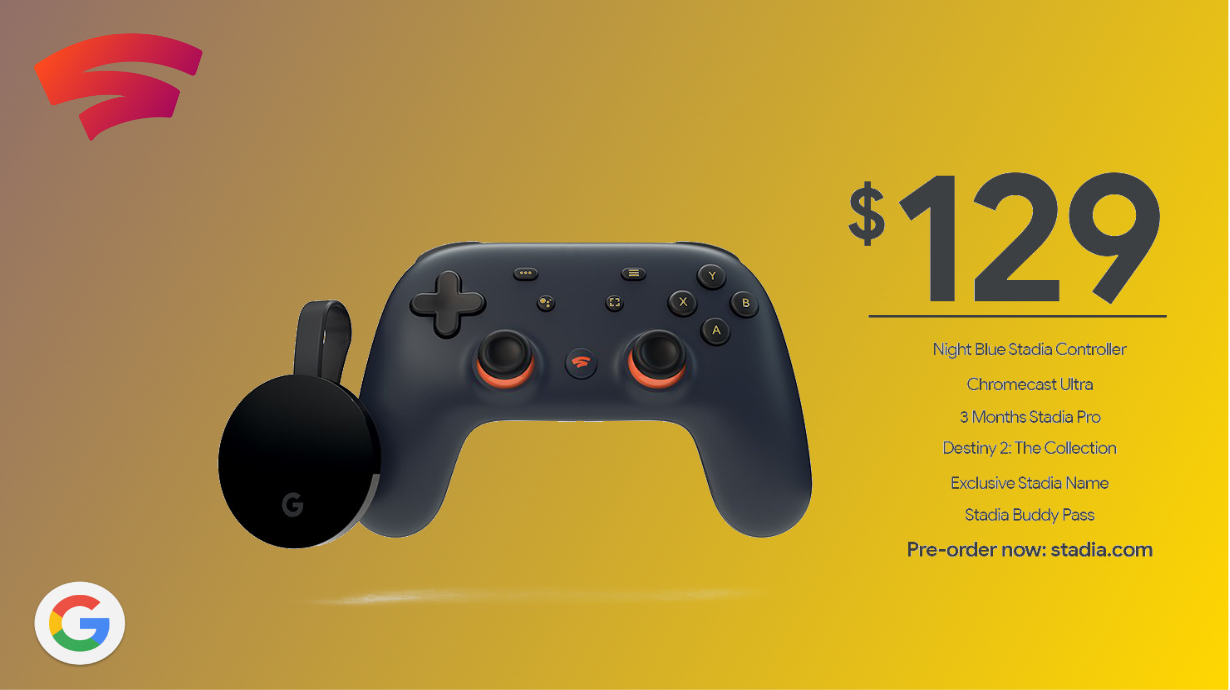 $129
Night Blue Stadia Controller
Chromecast Ultra
3 Months Stadia Pro
Destiny 2: The Collection
Exclusive Stadia Name
Stadia Buddy Pass
Pre-order now: stadia.com
Y
X
B
A
G
G